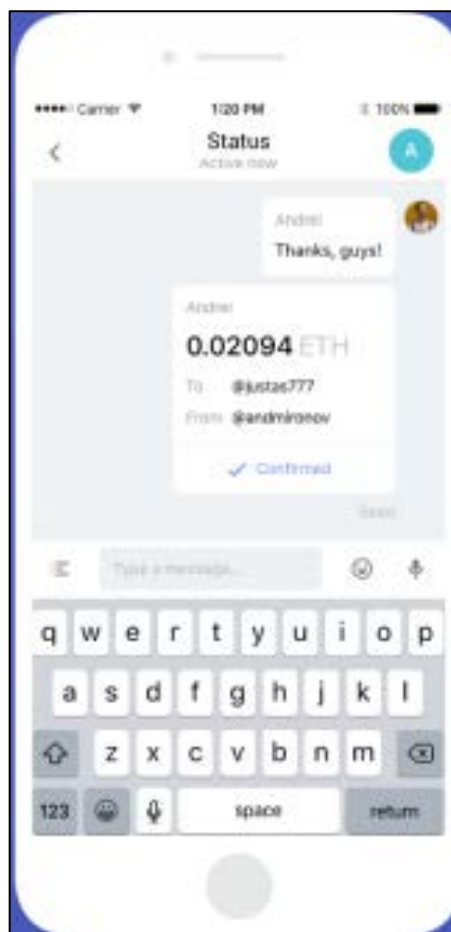 Carrier 1:20 PM 100%
Status
Active now
A
Andrei
Thanks, guys!
Andrei
0.02094 ETH
To @justas777
From @andmironov
Confirmed
Type a message...
q w e r t y u i o p
a s d f g h j k l
z x c v b n m
123 space return